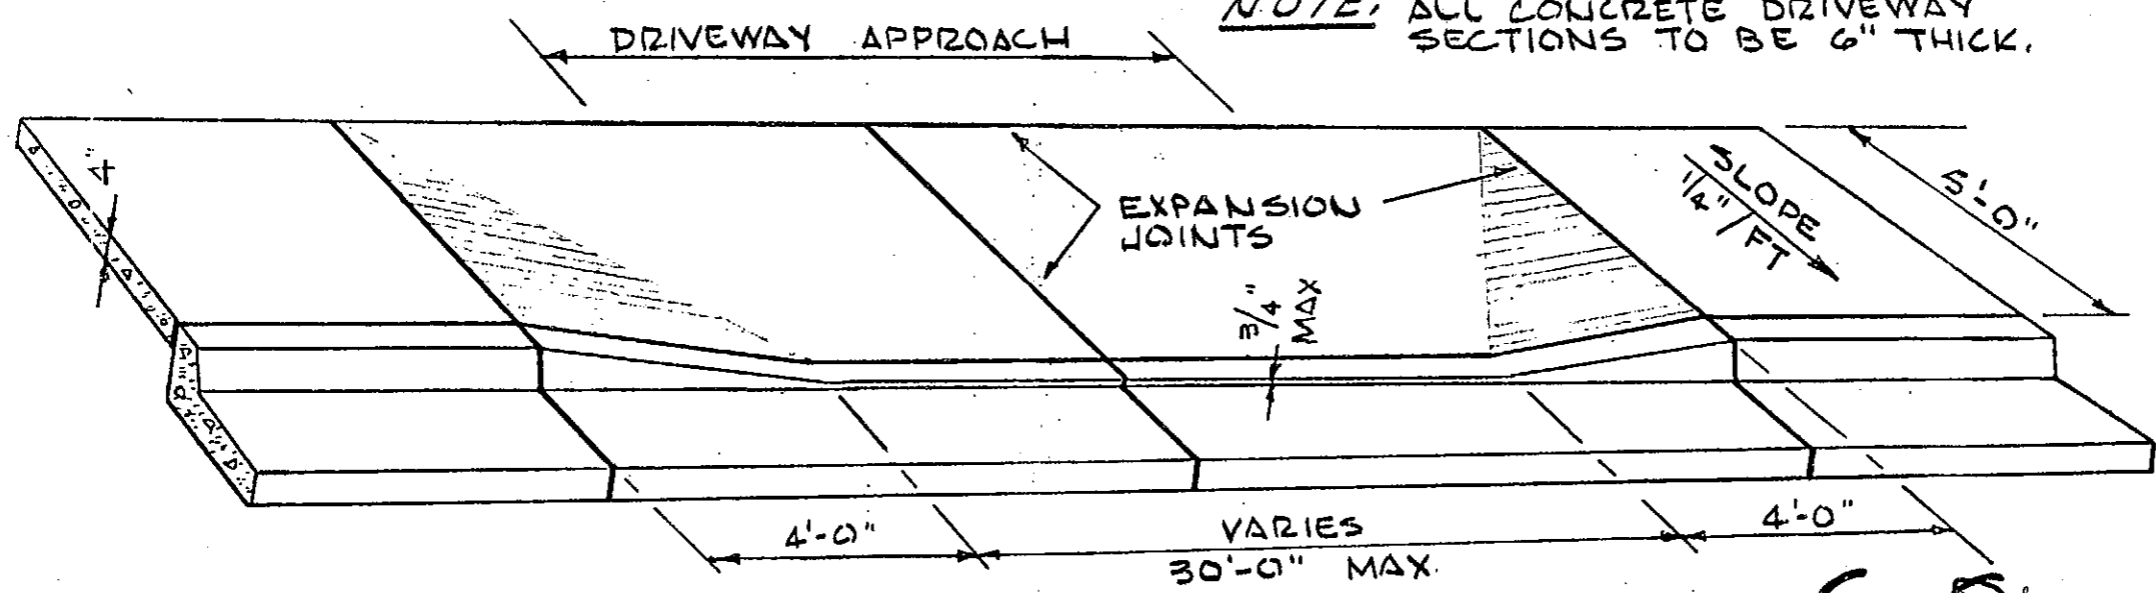 NOTE: ALL CONCRETE DRIVEWAY
SECTIONS TO BE 6" THICK.
DRIVEWAY APPROACH
4"
EXPANSION
JOINTS
SLOPE
1/4"/FT
5'-0"
3/4"
MAX
4'-0"
VARIES
30'-0" MAX.
4'-0"